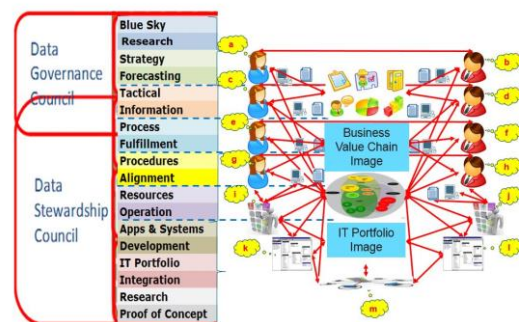 Data
Governance
Council
Data
Stewardship
Council
Blue Sky
Research
Strategy
Forecasting
Tactical
Information
Process
Fulfillment
Procedures
Alignment
Resources
Operation
Apps & Systems
Development
IT Portfolio
Integration
Research
Proof of Concept
a
b
c
d
e
f
g
h
i
j
k
l
m
Business
Value Chain
Image
IT Portfolio
Image